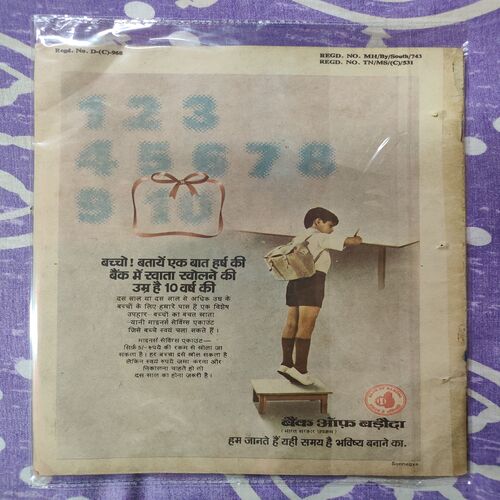 Regd. No. D-(C)-968
REGD. NO. MH/By/South/743
REGD. NO. TN/MS/(C)/531
1 2 3
4 5 6 7 8
9 10
बच्चो! बतायें एक बात हर्ष की
बैंक में खाता खोलने की
उम्र है 10 वर्ष की
दस साल या दस साल से अधिक उम्र के
बच्चों के लिए हमारे पास है एक विशेष
उपहार- बच्चों का बचत खाता
-यानी माइनर्स सेविंग्स एकाउंट
जिसे बच्चे स्वयं चला सकते हैं।
माइनर्स सेविंग्स एकाउंट-
सिर्फ़ 5/-रुपये की रकम से खोला जा
सकता है। हर बच्चा इसे खोल सकता है
लेकिन स्वयं रुपये जमा करना और
निकालना चाहते हो तो
दस साल का होना ज़रूरी है।
बैंक ऑफ़ बड़ौदा
(भारत सरकार उपक्रम)
हम जानते हैं यही समय है भविष्य बनाने का.